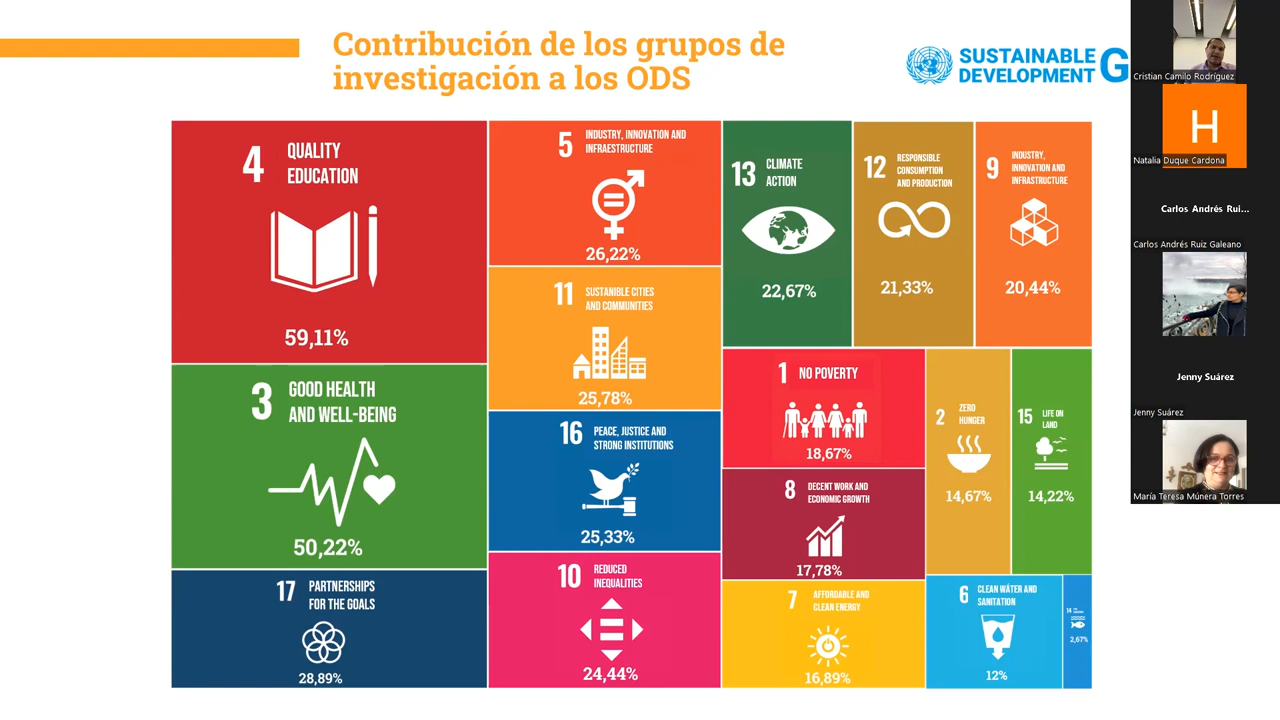 Contribución de los grupos de
investigación a los ODS
SUSTAINABLE
DEVELOPMENT G
4 QUALITY
EDUCATION
59,11%
3 GOOD HEALTH
AND WELL-BEING
50,22%
17 PARTNERSHIPS
FOR THE GOALS
28,89%
5 INDUSTRY, INNOVATION AND
INFRAESTRUCTURE
26,22%
11 SUSTANIBLE CITIES
AND COMMUNITIES
25,78%
16 PEACE, JUSTICE AND
STRONG INSTITUTIONS
25,33%
10 REDUCED
INEQUALITIES
24,44%
13 CLIMATE
ACTION
22,67%
12 RESPONSIBLE
CONSUMPTION
AND PRODUCTION
21,33%
9 INDUSTRY,
INNOVATION AND
INFRASTRUCTURE
20,44%
1 NO POVERTY
18,67%
8 DECENT WORK AND
ECONOMIC GROWTH
17,78%
7 AFFORDABLE AND
CLEAN ENERGY
16,89%
2 ZERO
HUNGER
14,67%
15 LIFE ON
LAND
14,22%
6 CLEAN WATER AND
SANITATION
12%
14
2,67%
Cristian Camilo Rodríguez
H
Natalia Duque Cardona
Carlos Andrés Rui...
Carlos Andrés Ruiz Galeano
Jenny Suárez
Jenny Suárez
María Teresa Múnera Torres